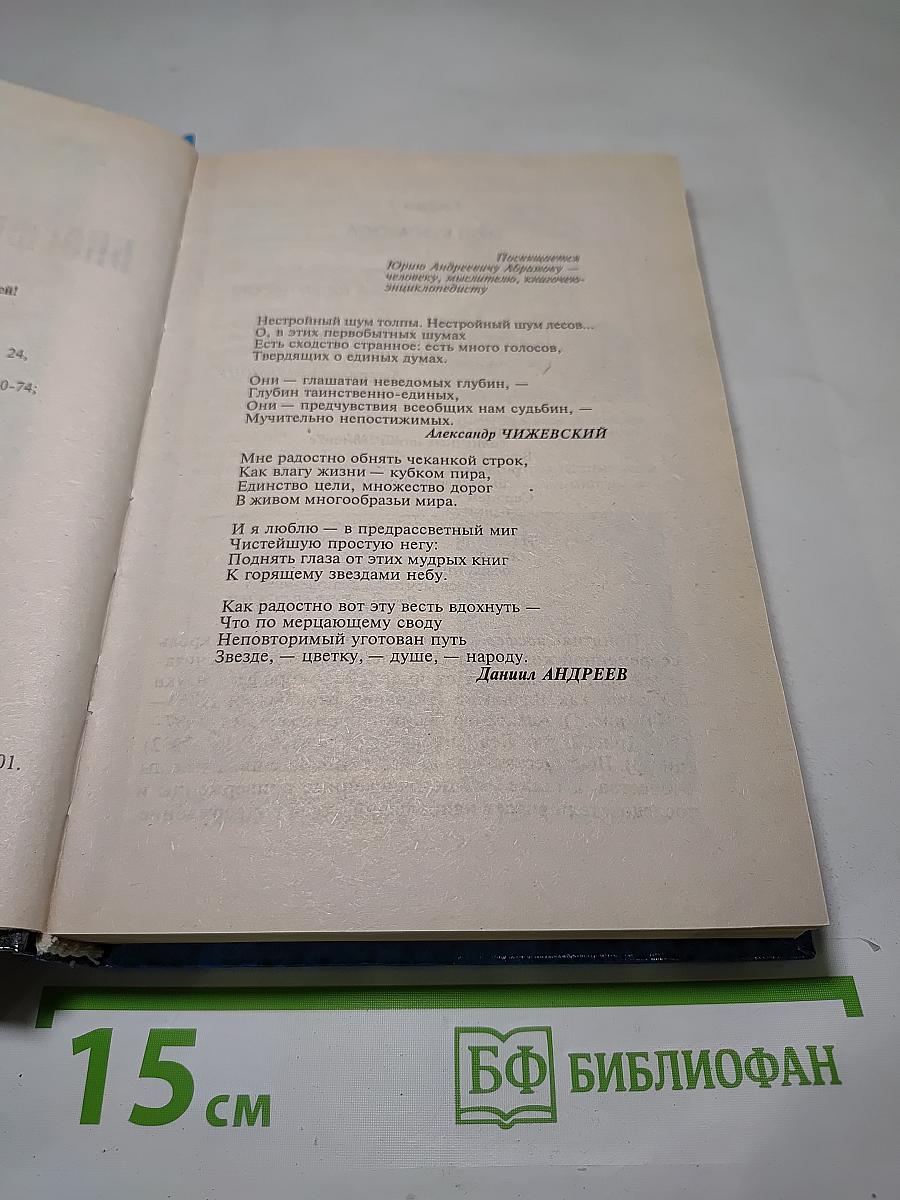 ей!
24,
0-74;
01.
Посвящается
Юрию Андреевичу Абрамову —
человеку, мыслителю, книгочею-
энциклопедисту
Нестройный шум толпы. Нестройный шум лесов...
О, в этих первобытных шумах
Есть сходство странное: есть много голосов,
Твердящих о единых думах.
Они — глашатаи неведомых глубин, —
Глубин таинственно-единых,
Они — предчувствия всеобщих нам судьбин, —
Мучительно непостижимых.
Александр ЧИЖЕВСКИЙ
Мне радостно обнять чеканкой строк,
Как влагу жизни — кубком пира,
Единство цели, множество дорог
В живом многообразьи мира.
И я люблю — в предрассветный миг
Чистейшую простую негу:
Поднять глаза от этих мудрых книг
К горящему звездами небу.
Как радостно вот эту весть вдохнуть —
Что по мерцающему своду
Неповторимый уготован путь
Звезде, — цветку, — душе, — народу.
Даниил АНДРЕЕВ
15 см
БФ БИБЛИОФАН